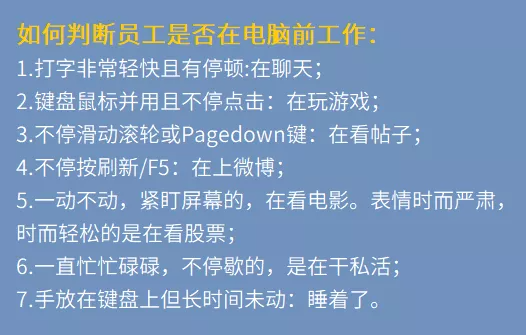 如何判断员工是否在电脑前工作：
1.打字非常轻快且有停顿:在聊天；
2.键盘鼠标并用且不停点击：在玩游戏；
3.不停滑动滚轮或Pagedown键：在看帖子；
4.不停按刷新/F5：在上微博；
5.一动不动，紧盯屏幕的，在看电影。表情时而严肃，
时而轻松的是在看股票；
6.一直忙忙碌碌，不停歇的，是在干私活；
7.手放在键盘上但长时间未动：睡着了。